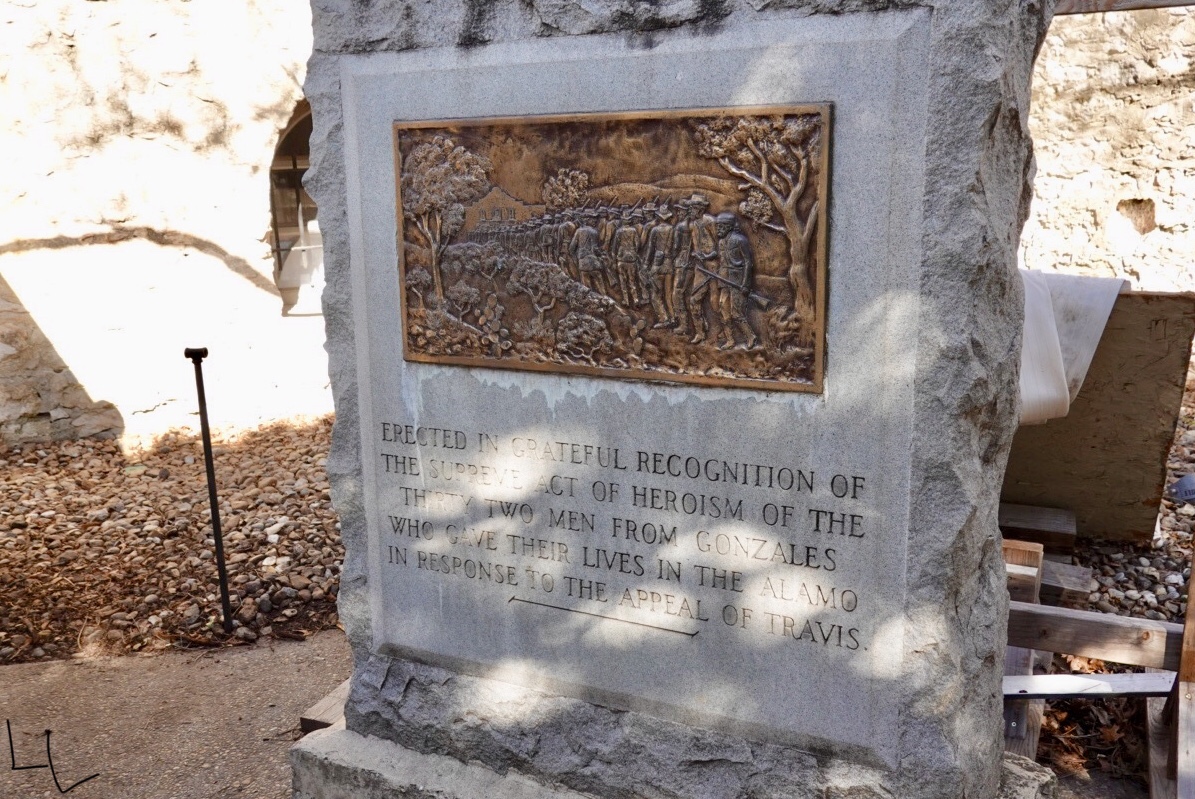 ERECTED IN GRATEFUL RECOGNITION OF
THE SUPREME ACT OF HEROISM OF THE
THIRTY TWO MEN FROM GONZALES
WHO GAVE THEIR LIVES IN THE ALAMO
IN RESPONSE TO THE APPEAL OF TRAVIS.
LL